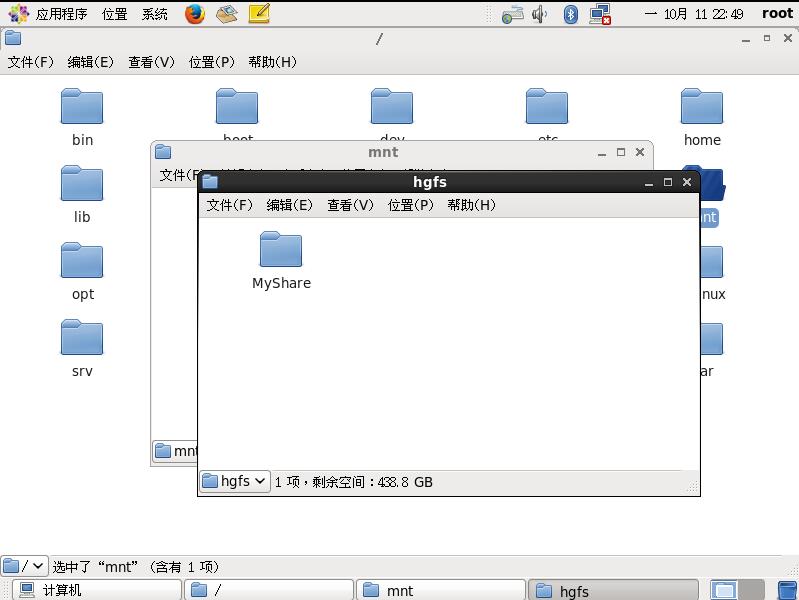 应用程序 位置 系统 一 10月 11 22:49 root
/
文件(F) 编辑(E) 查看(V) 位置(P) 帮助(H)
bin
home
mnt
文件(F)
hgfs
文件(F) 编辑(E) 查看(V) 位置(P) 帮助(H)
lib
MyShare
opt
srv
mnt
hgfs 1 项，剩余空间：438.8 GB
/ 选中了“mnt” (含有 1 项)
计算机 / mnt hgfs